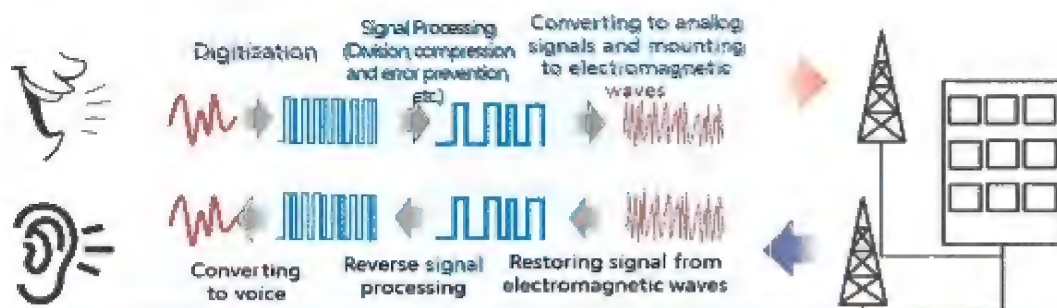 Digitization
Signal Processing
(Division, compression
and error prevention,
etc.)
Converting to analog
signals and mounting
to electromagnetic
waves
Converting
to voice
Reverse signal
processing
Restoring signal from
electromagnetic waves